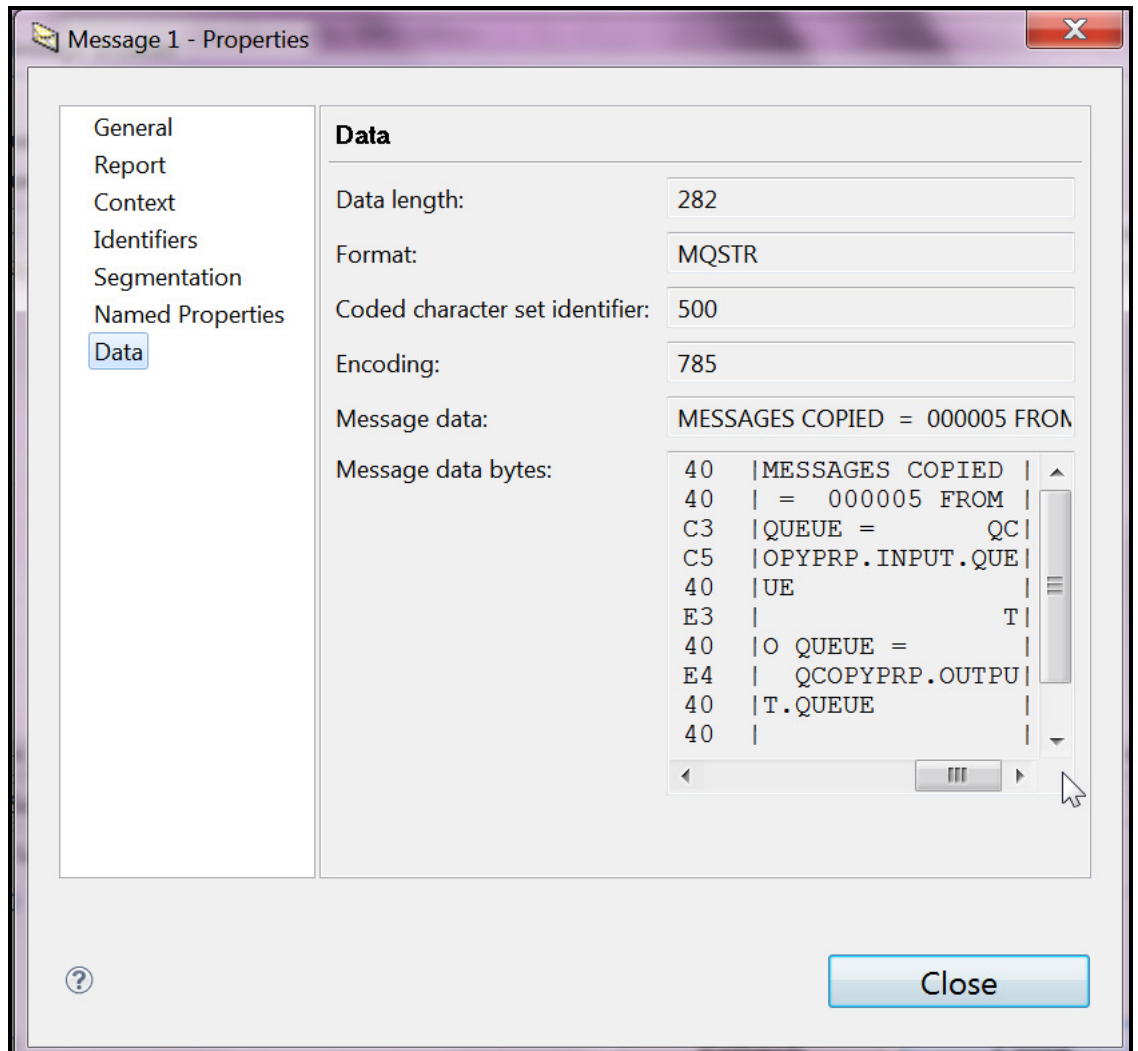 Message 1 - Properties
X
General
Report
Context
Identifiers
Segmentation
Named Properties
Data
Data
Data length: 282
Format: MQSTR
Coded character set identifier: 500
Encoding: 785
Message data: MESSAGES COPIED = 000005 FROM
Message data bytes:
40 |MESSAGES COPIED |
40 | =  000005 FROM |
C3 |QUEUE =       QC|
C5 |OPYPRP.INPUT.QUE|
40 |UE              |
E3 |               T|
40 |O QUEUE =       |
E4 |  QCOPYPRP.OUTPU|
40 |T.QUEUE         |
40 |                |
?
Close